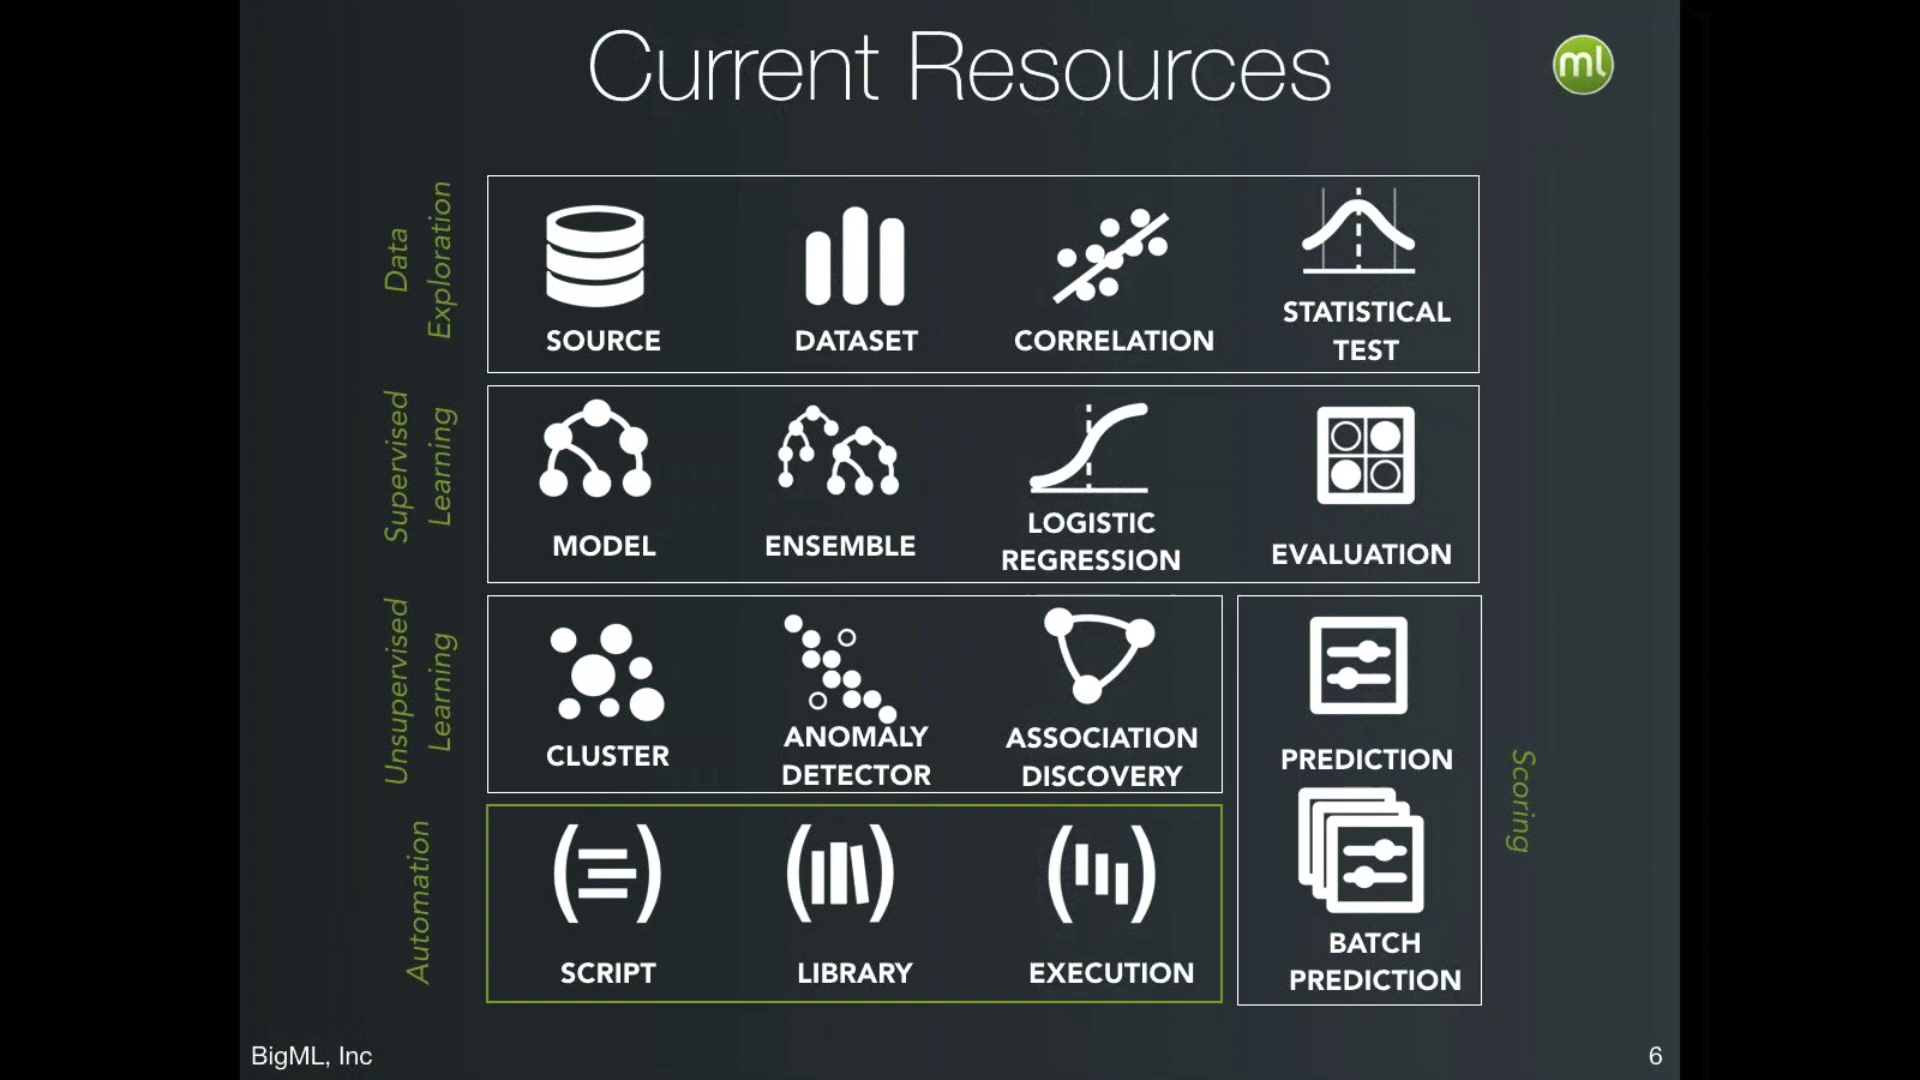 Current Resources
ml
Data
Exploration
SOURCE
DATASET
CORRELATION
STATISTICAL
TEST
Supervised
Learning
MODEL
ENSEMBLE
LOGISTIC
REGRESSION
EVALUATION
Unsupervised
Learning
CLUSTER
ANOMALY
DETECTOR
ASSOCIATION
DISCOVERY
PREDICTION
Scoring
Automation
SCRIPT
LIBRARY
EXECUTION
BATCH
PREDICTION
BigML, Inc
6